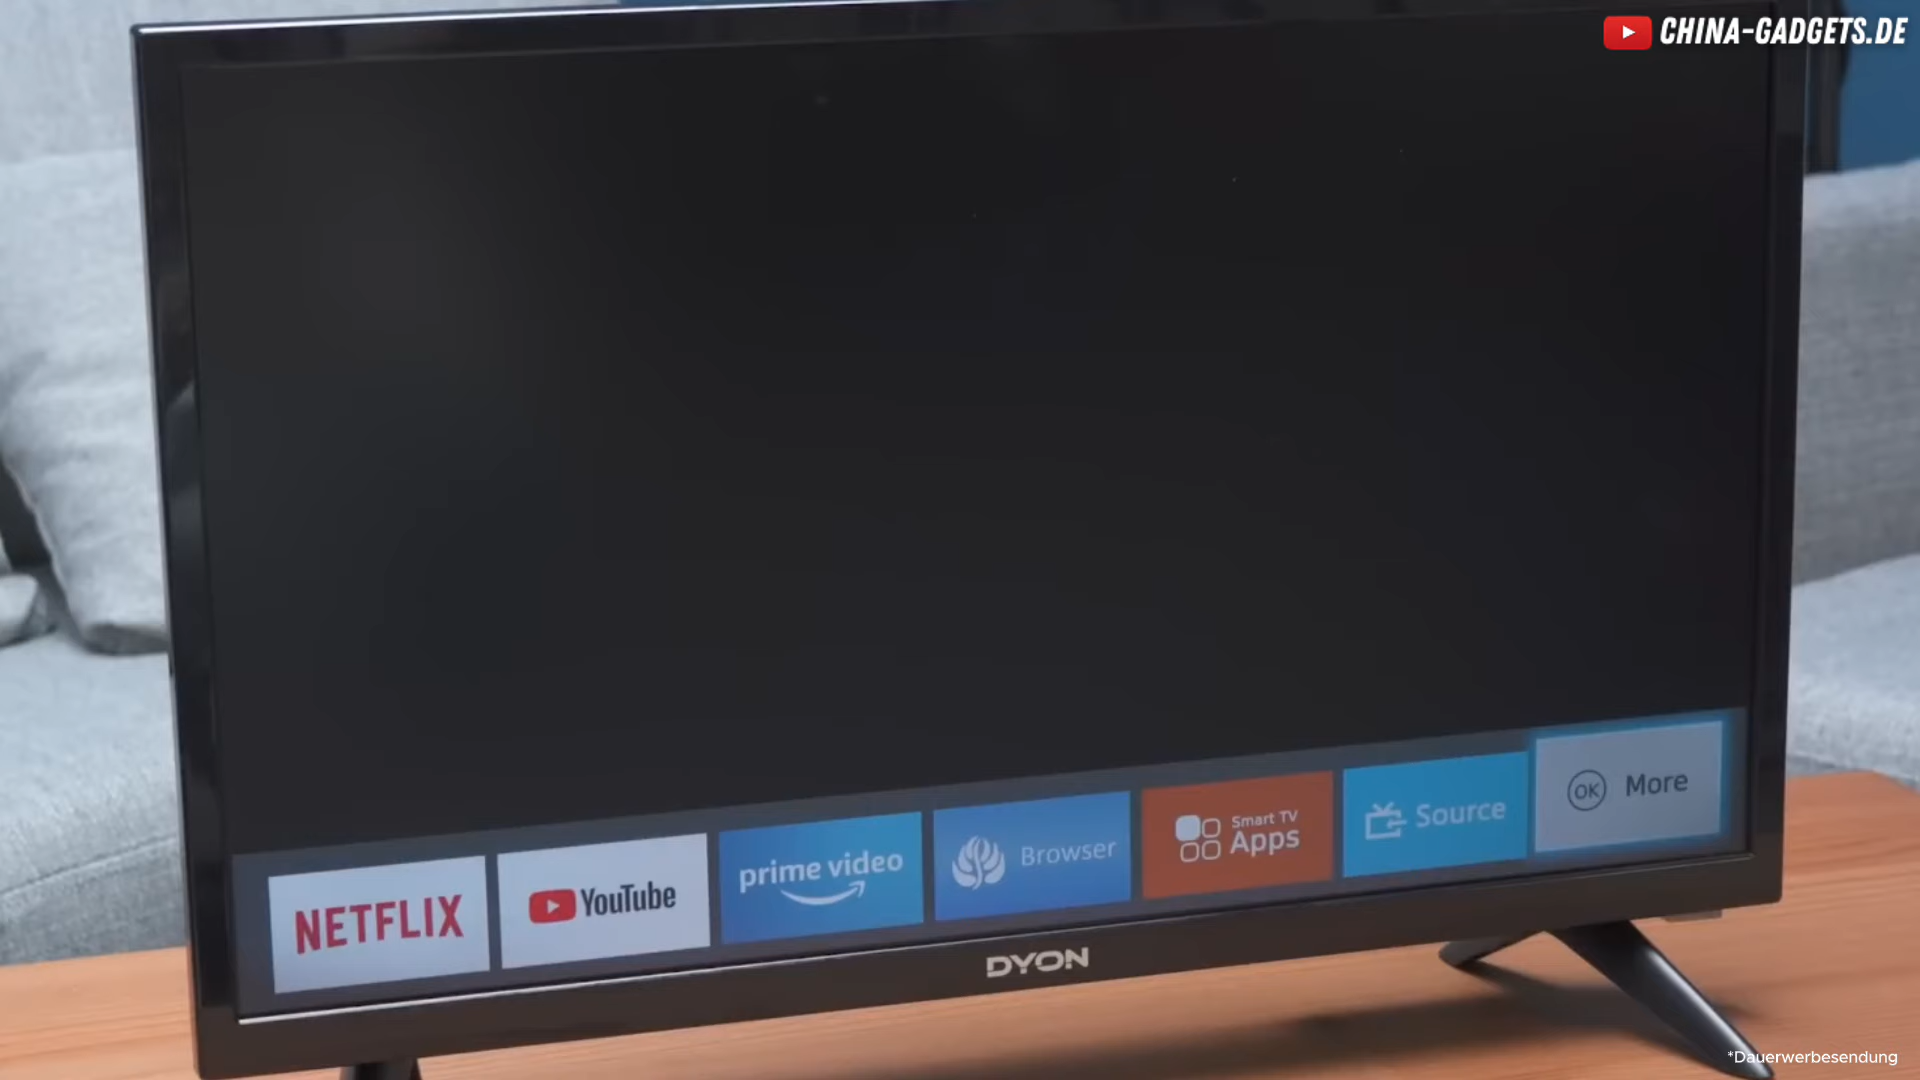 CHINA-GADGETS.DE
NETFLIX
YouTube
prime video
Browser
Smart TV
Apps
Source
OK More
DYON
*Dauerwerbesendung